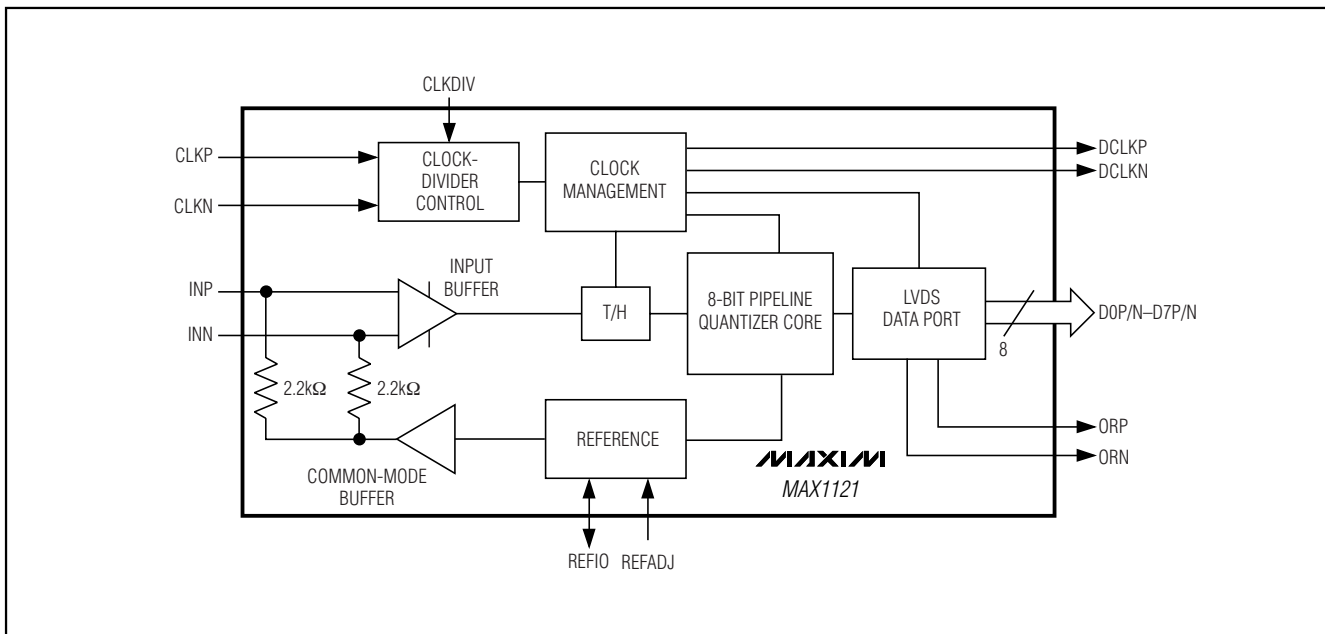 CLKDIV
CLKP
CLKN
CLOCK-
DIVIDER
CONTROL
CLOCK
MANAGEMENT
DCLKP
DCLKN
INP
INN
INPUT
BUFFER
T/H
8-BIT PIPELINE
QUANTIZER CORE
LVDS
DATA PORT
8
D0P/N–D7P/N
2.2kΩ
2.2kΩ
COMMON-MODE
BUFFER
REFERENCE
MAXIM
MAX1121
ORP
ORN
REFIO
REFADJ